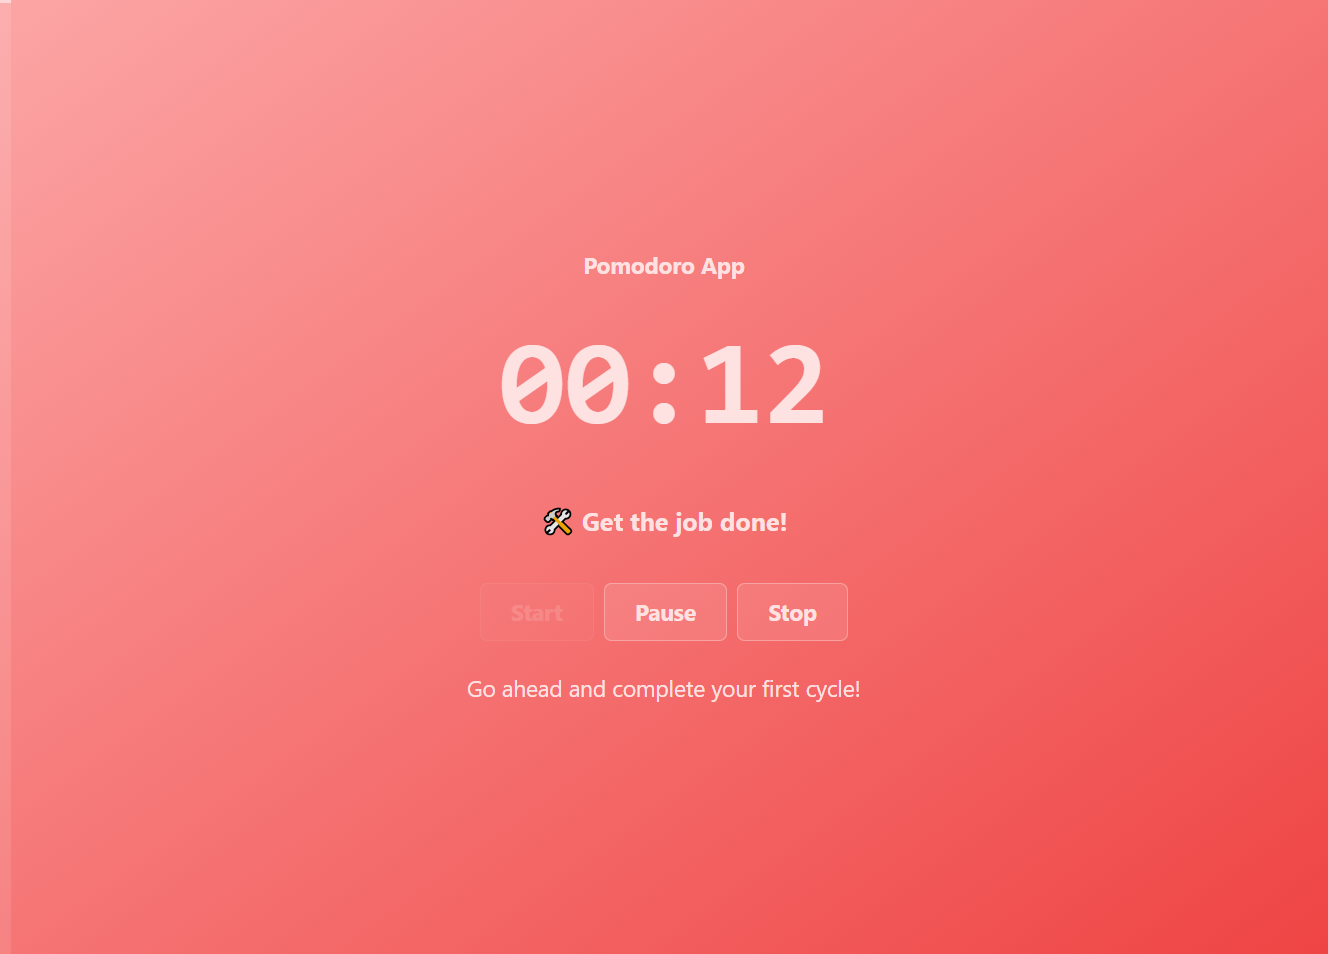 Pomodoro App
00:12
🛠 Get the job done!
Start Pause Stop
Go ahead and complete your first cycle!